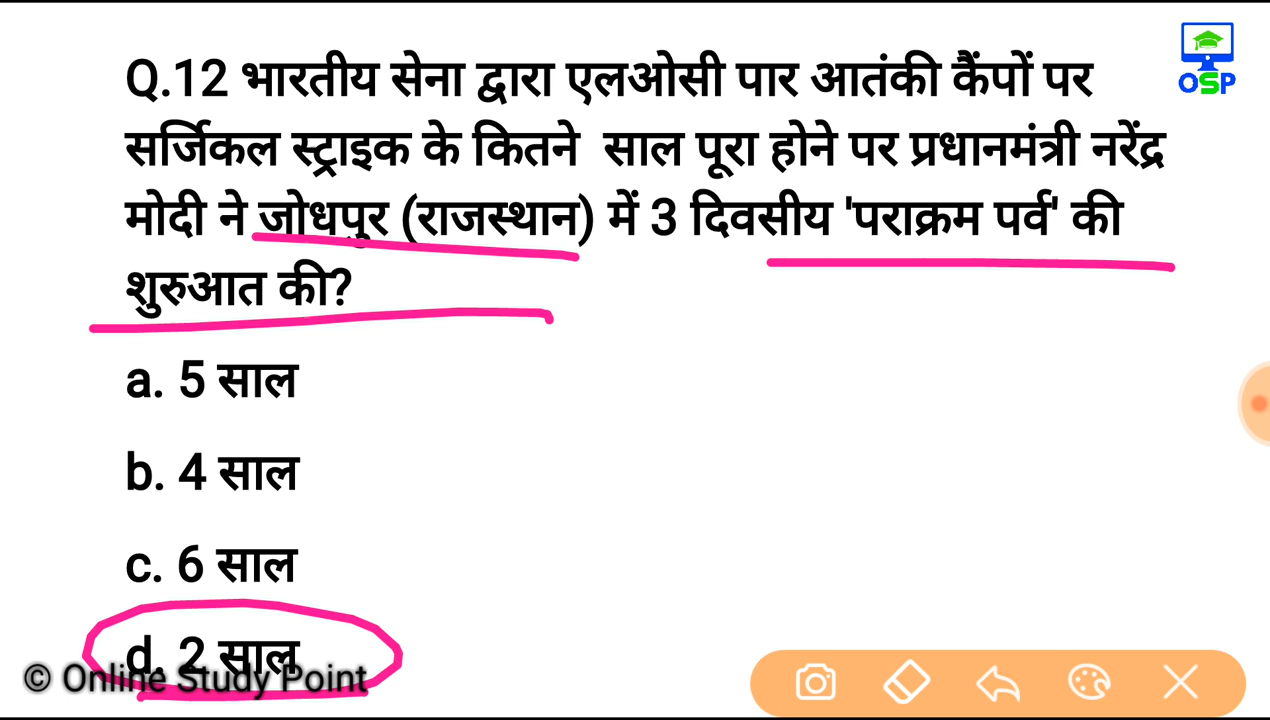 OSP
Q.12 भारतीय सेना द्वारा एलओसी पार आतंकी कैंपों पर
सर्जिकल स्ट्राइक के कितने साल पूरा होने पर प्रधानमंत्री नरेंद्र
मोदी ने जोधपुर (राजस्थान) में 3 दिवसीय 'पराक्रम पर्व' की
शुरुआत की?
a. 5 साल
b. 4 साल
c. 6 साल
d. 2 साल
© Online Study Point